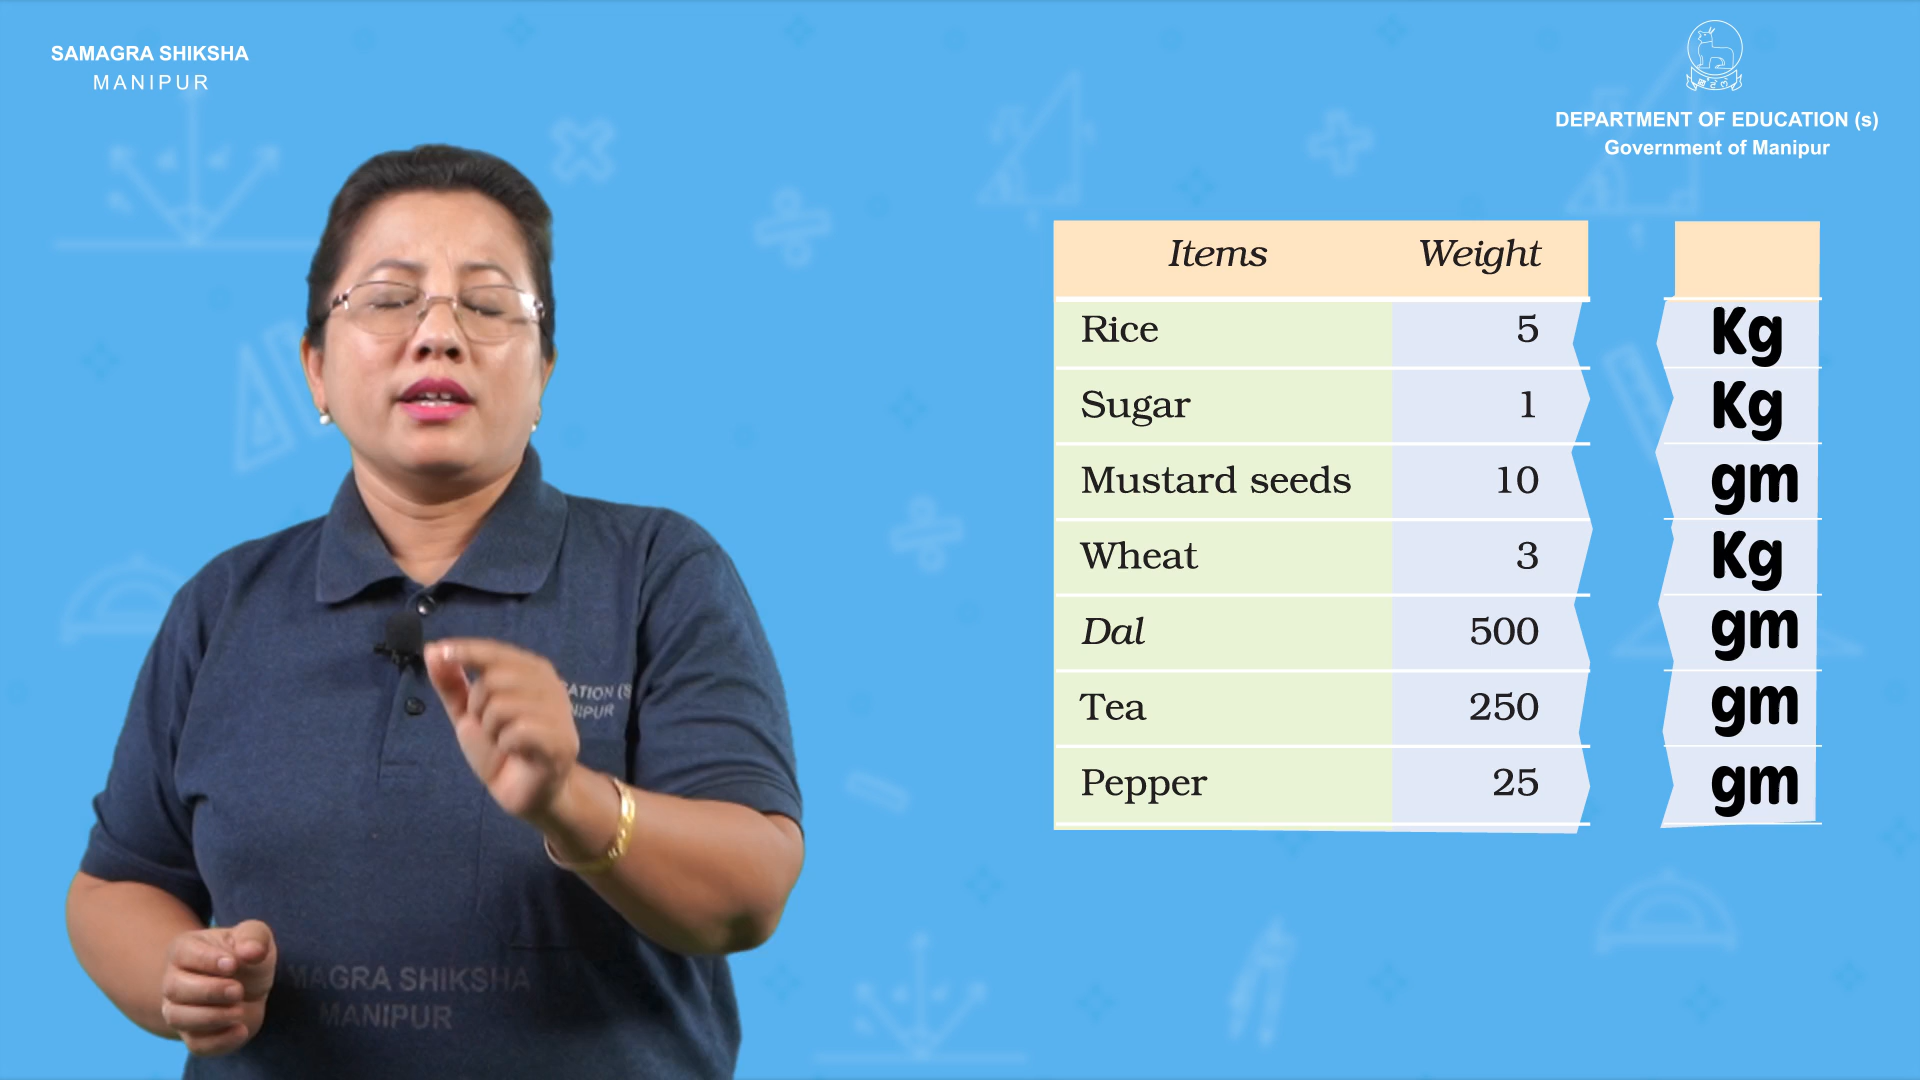 SAMAGRA SHIKSHA
MANIPUR
DEPARTMENT OF EDUCATION (s)
Government of Manipur
Items Weight
Rice 5 Kg
Sugar 1 Kg
Mustard seeds 10 gm
Wheat 3 Kg
Dal 500 gm
Tea 250 gm
Pepper 25 gm
SHIKSHA
MANIPUR